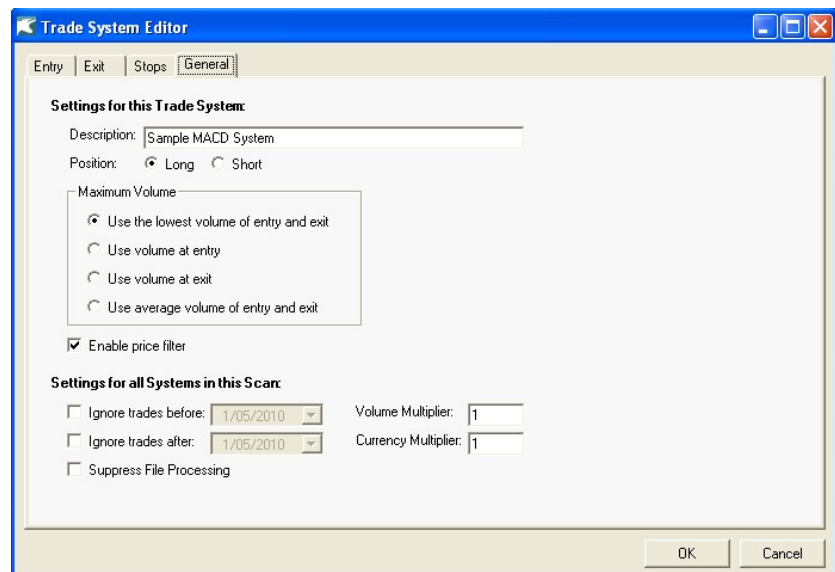 Trade System Editor
Entry Exit Stops General
Settings for this Trade System:
Description: Sample MACD System
Position: Long Short
Maximum Volume
Use the lowest volume of entry and exit
Use volume at entry
Use volume at exit
Use average volume of entry and exit
Enable price filter
Settings for all Systems in this Scan:
Ignore trades before: 1/05/2010 Volume Multiplier: 1
Ignore trades after: 1/05/2010 Currency Multiplier: 1
Suppress File Processing
OK Cancel